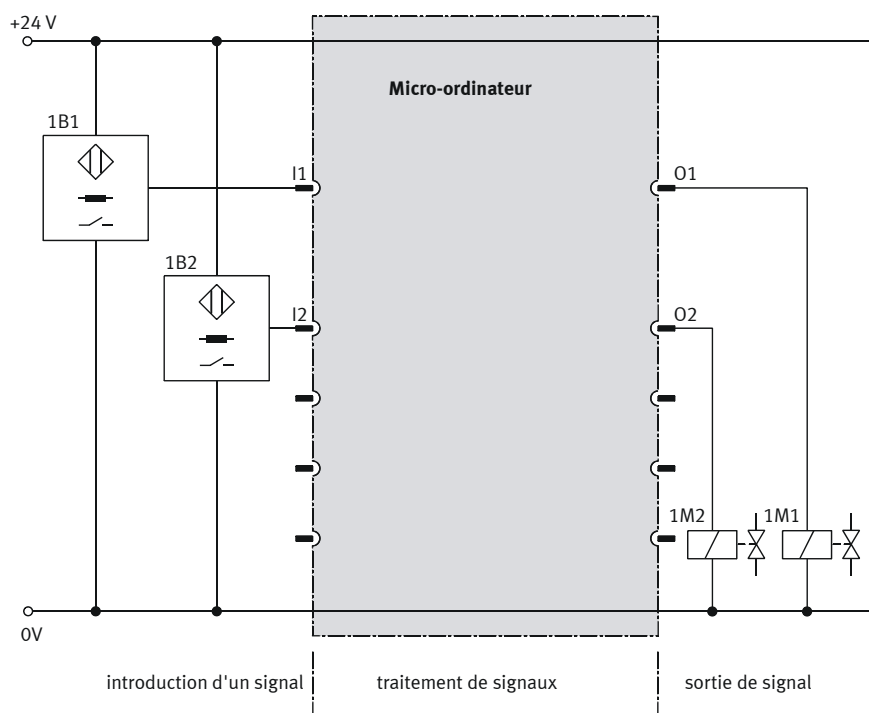 +24 V
Micro-ordinateur
1B1
I1
O1
1B2
I2
O2
1M2
1M1
0V
introduction d'un signal
traitement de signaux
sortie de signal